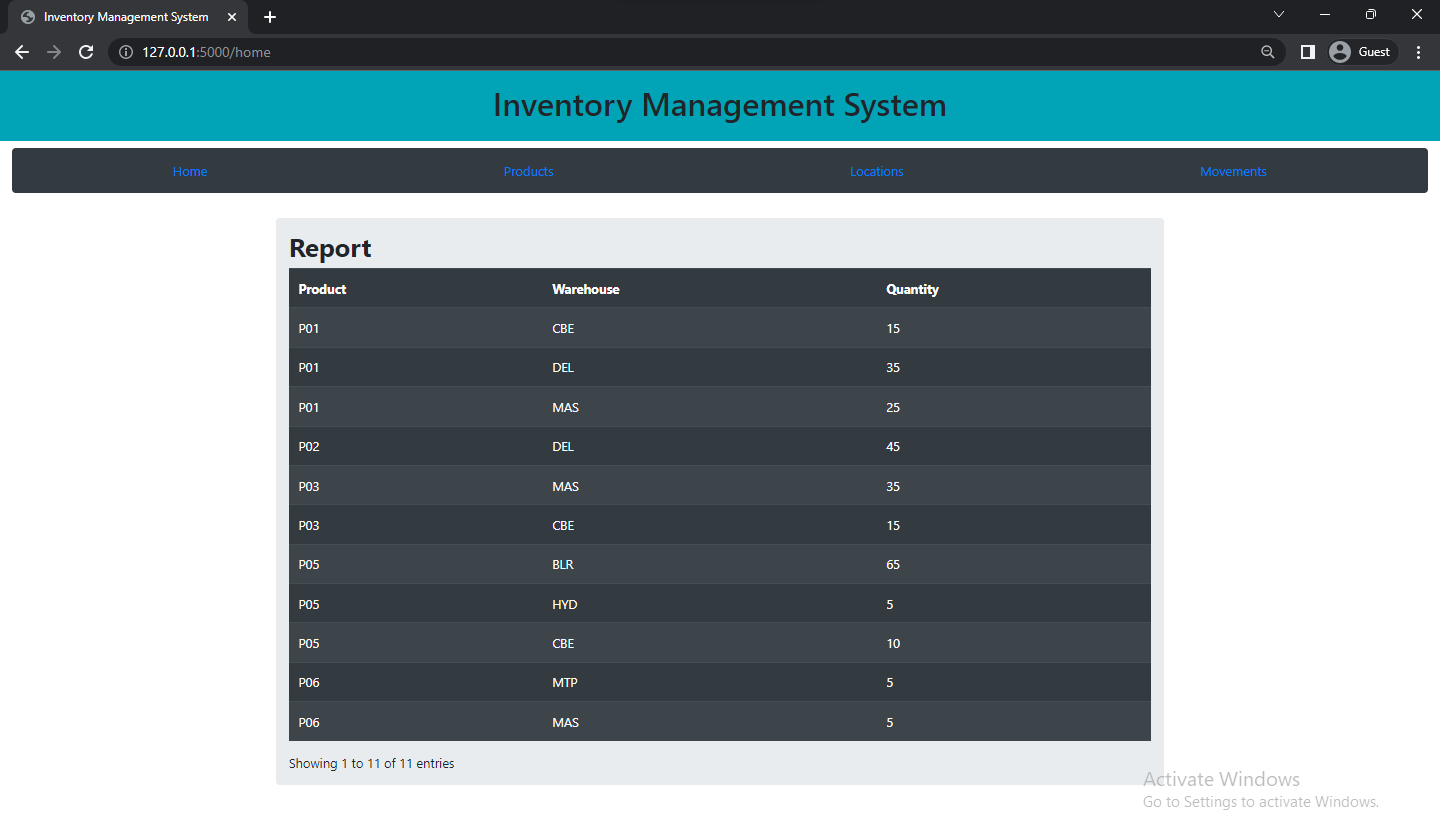 Inventory Management System
127.0.0.1:5000/home
Guest
Inventory Management System
Home Products Locations Movements
Report
Product Warehouse Quantity
P01 CBE 15
P01 DEL 35
P01 MAS 25
P02 DEL 45
P03 MAS 35
P03 CBE 15
P05 BLR 65
P05 HYD 5
P05 CBE 10
P06 MTP 5
P06 MAS 5
Showing 1 to 11 of 11 entries
Activate Windows
Go to Settings to activate Windows.